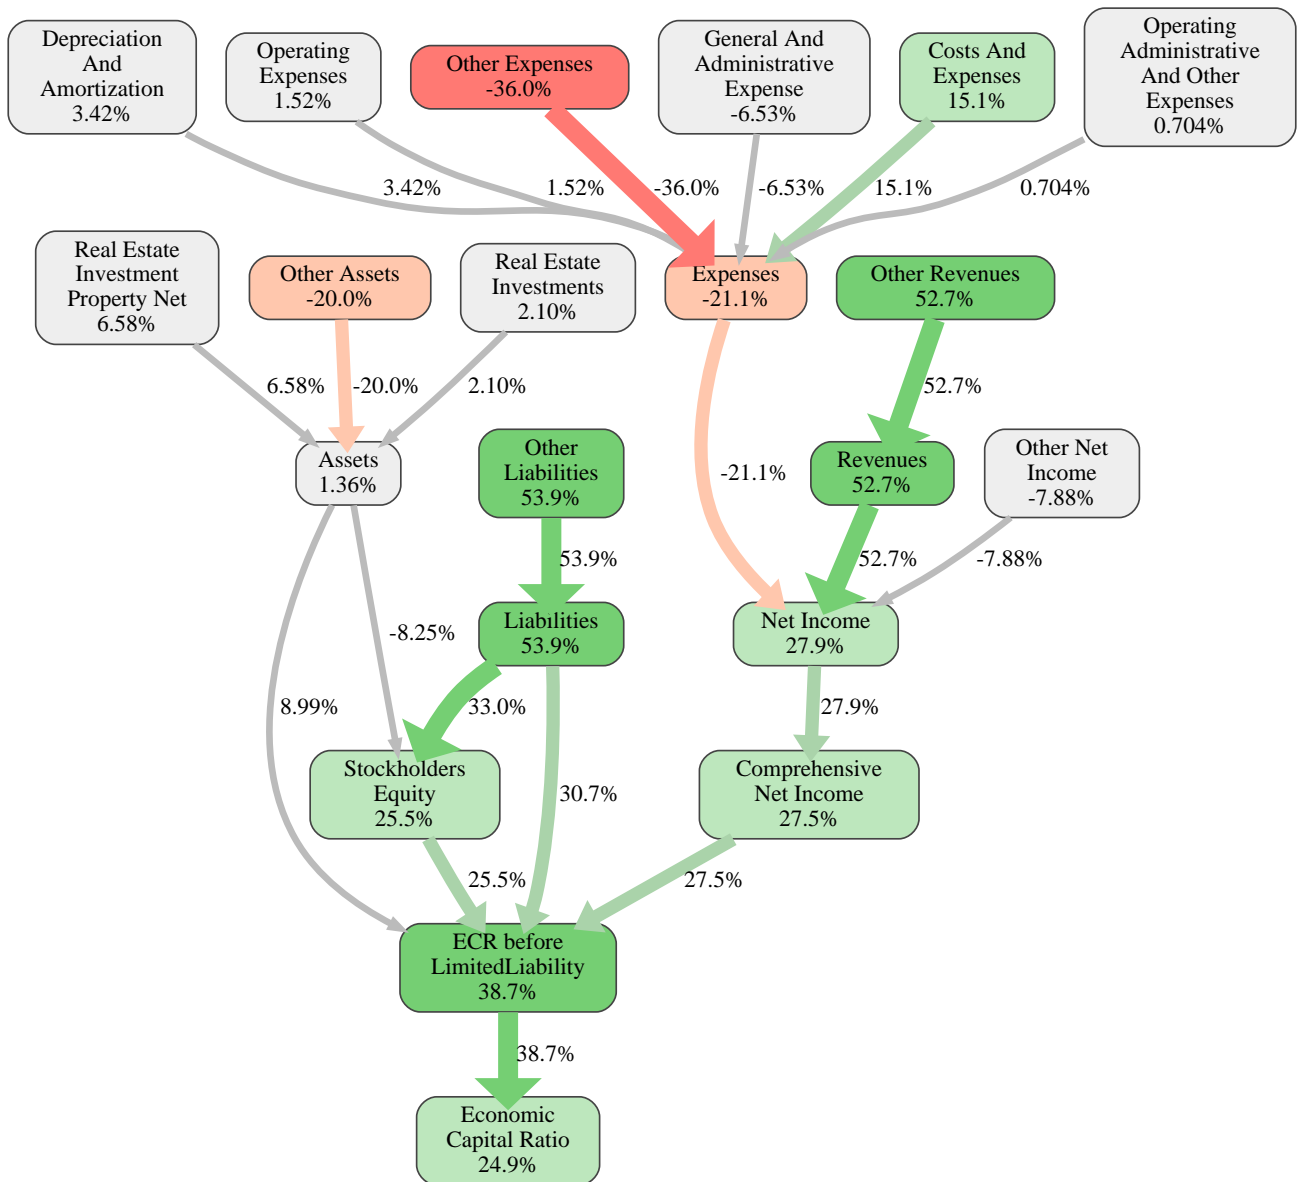 Depreciation
And
Amortization
3.42%
Operating
Expenses
1.52%
Other Expenses
-36.0%
General And
Administrative
Expense
-6.53%
Costs And
Expenses
15.1%
Operating
Administrative
And Other
Expenses
0.704%
3.42%
1.52%
-36.0%
-6.53%
15.1%
0.704%
Real Estate
Investment
Property Net
6.58%
Other Assets
-20.0%
Real Estate
Investments
2.10%
Expenses
-21.1%
Other Revenues
52.7%
6.58%
-20.0%
2.10%
52.7%
Assets
1.36%
Other
Liabilities
53.9%
-21.1%
Revenues
52.7%
Other Net
Income
-7.88%
53.9%
52.7%
-7.88%
-8.25%
Liabilities
53.9%
Net Income
27.9%
8.99%
33.0%
27.9%
Stockholders
Equity
25.5%
30.7%
Comprehensive
Net Income
27.5%
25.5%
27.5%
ECR before
LimitedLiability
38.7%
38.7%
Economic
Capital Ratio
24.9%